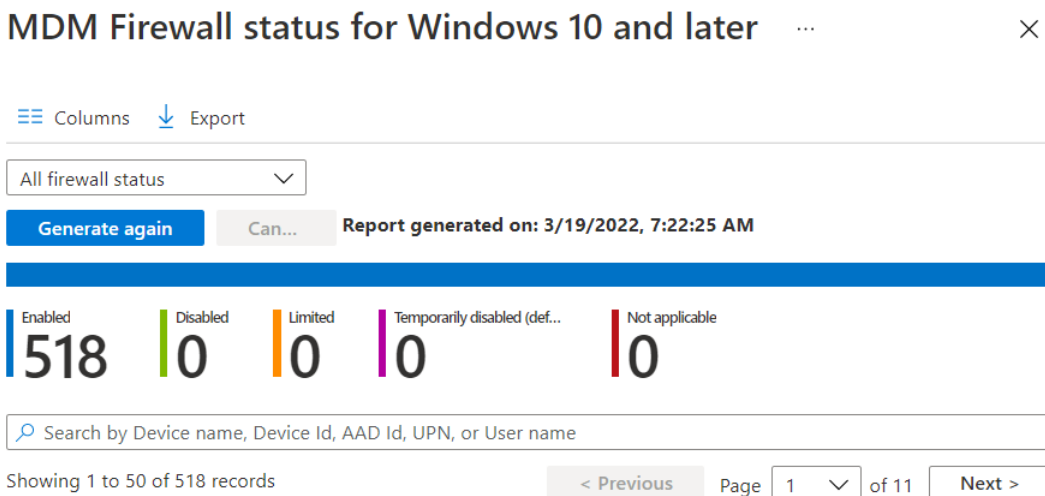 MDM Firewall status for Windows 10 and later ...
Columns Export
All firewall status
Generate again Can... Report generated on: 3/19/2022, 7:22:25 AM
Enabled Disabled Limited Temporarily disabled (def... Not applicable
518 0 0 0 0
Search by Device name, Device Id, AAD Id, UPN, or User name
Showing 1 to 50 of 518 records < Previous Page 1 of 11 Next >